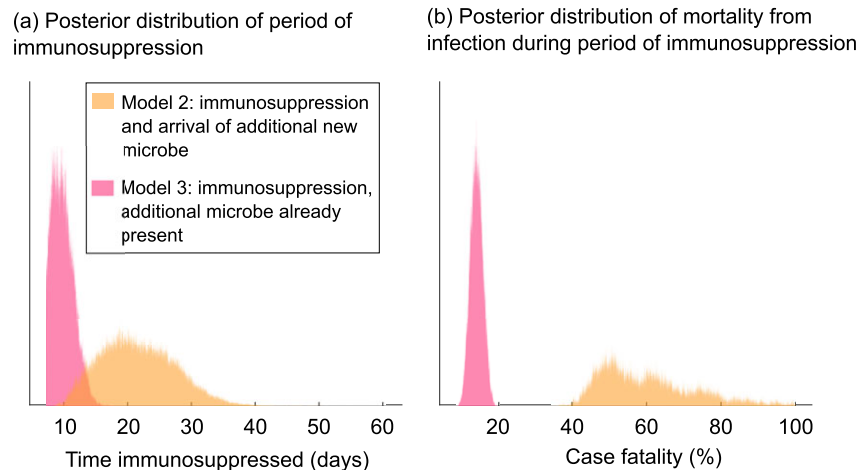 (a) Posterior distribution of period of
immunosuppression
Model 2: immunosuppression
and arrival of additional new
microbe
Model 3: immunosuppression,
additional microbe already
present
10 20 30 40 50 60
Time immunosuppressed (days)
(b) Posterior distribution of mortality from
infection during period of immunosuppression
20 40 60 80 100
Case fatality (%)